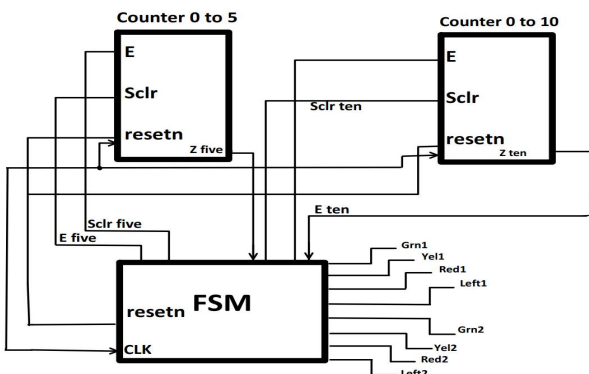 Counter 0 to 5
Counter 0 to 10
E
Sclr
resetn
Z five
E
Sclr
resetn
Z ten
Sclr ten
E ten
Sclr five
E five
resetn
FSM
CLK
Grn1
Yel1
Red1
Left1
Grn2
Yel2
Red2
Left2